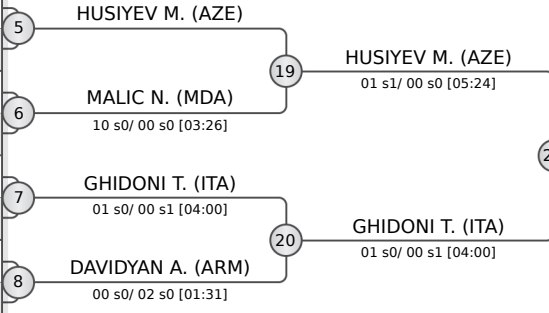 HUSIYEV M. (AZE)
5
19
HUSIYEV M. (AZE)
01 s1/ 00 s0 [05:24]
MALIC N. (MDA)
6
10 s0/ 00 s0 [03:26]
GHIDONI T. (ITA)
7
01 s0/ 00 s1 [04:00]
20
GHIDONI T. (ITA)
01 s0/ 00 s1 [04:00]
DAVIDYAN A. (ARM)
8
00 s0/ 02 s0 [01:31]